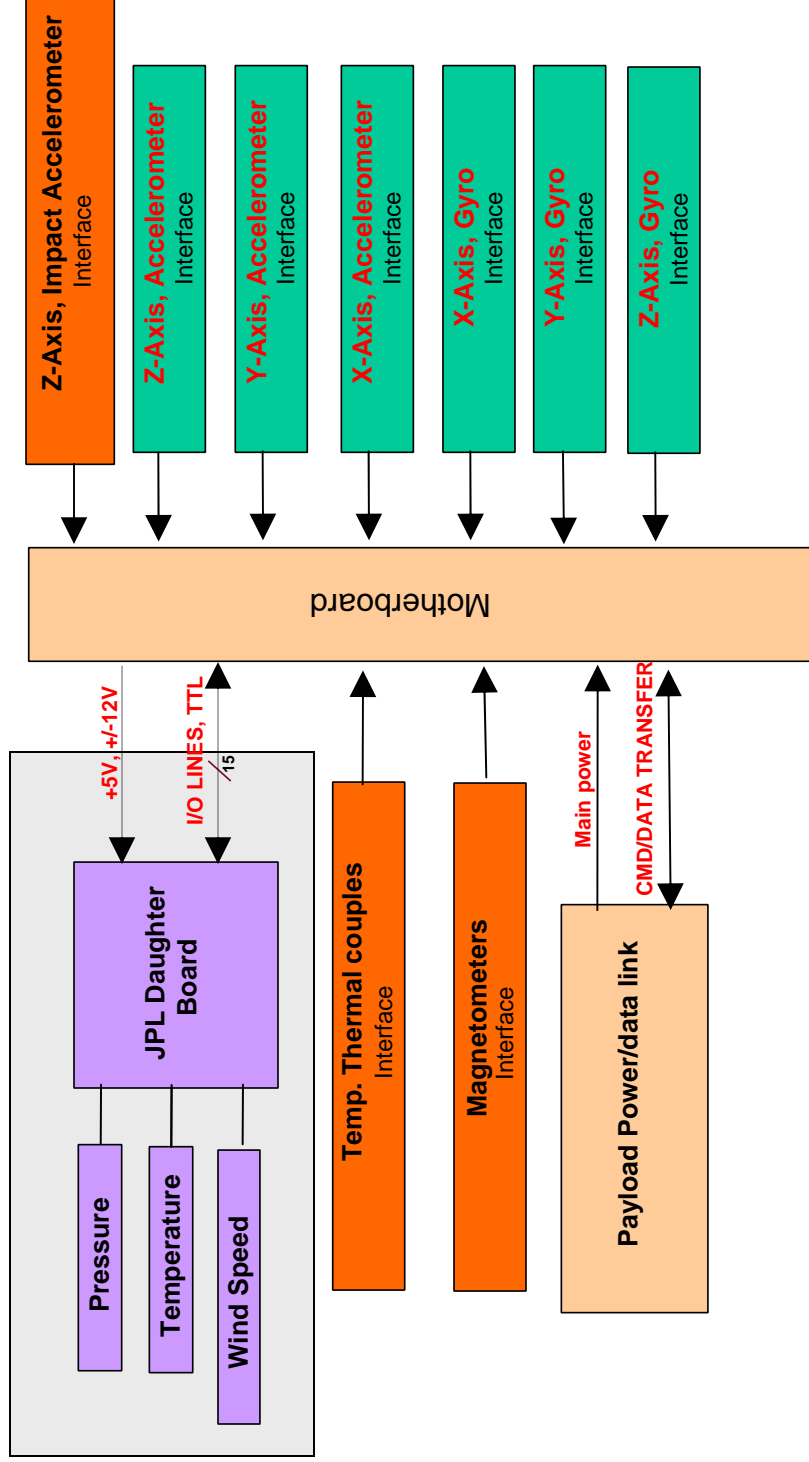 Pressure
Temperature
Wind Speed
JPL Daughter
Board
+5V, +/-12V
I/O LINES, TTL
15
Temp. Thermal couples
Interface
Magnetometers
Interface
Payload Power/data link
Main power
CMD/DATA TRANSFER
Motherboard
Z-Axis, Impact Accelerometer
Interface
Z-Axis, Accelerometer
Interface
Y-Axis, Accelerometer
Interface
X-Axis, Accelerometer
Interface
X-Axis, Gyro
Interface
Y-Axis, Gyro
Interface
Z-Axis, Gyro
Interface